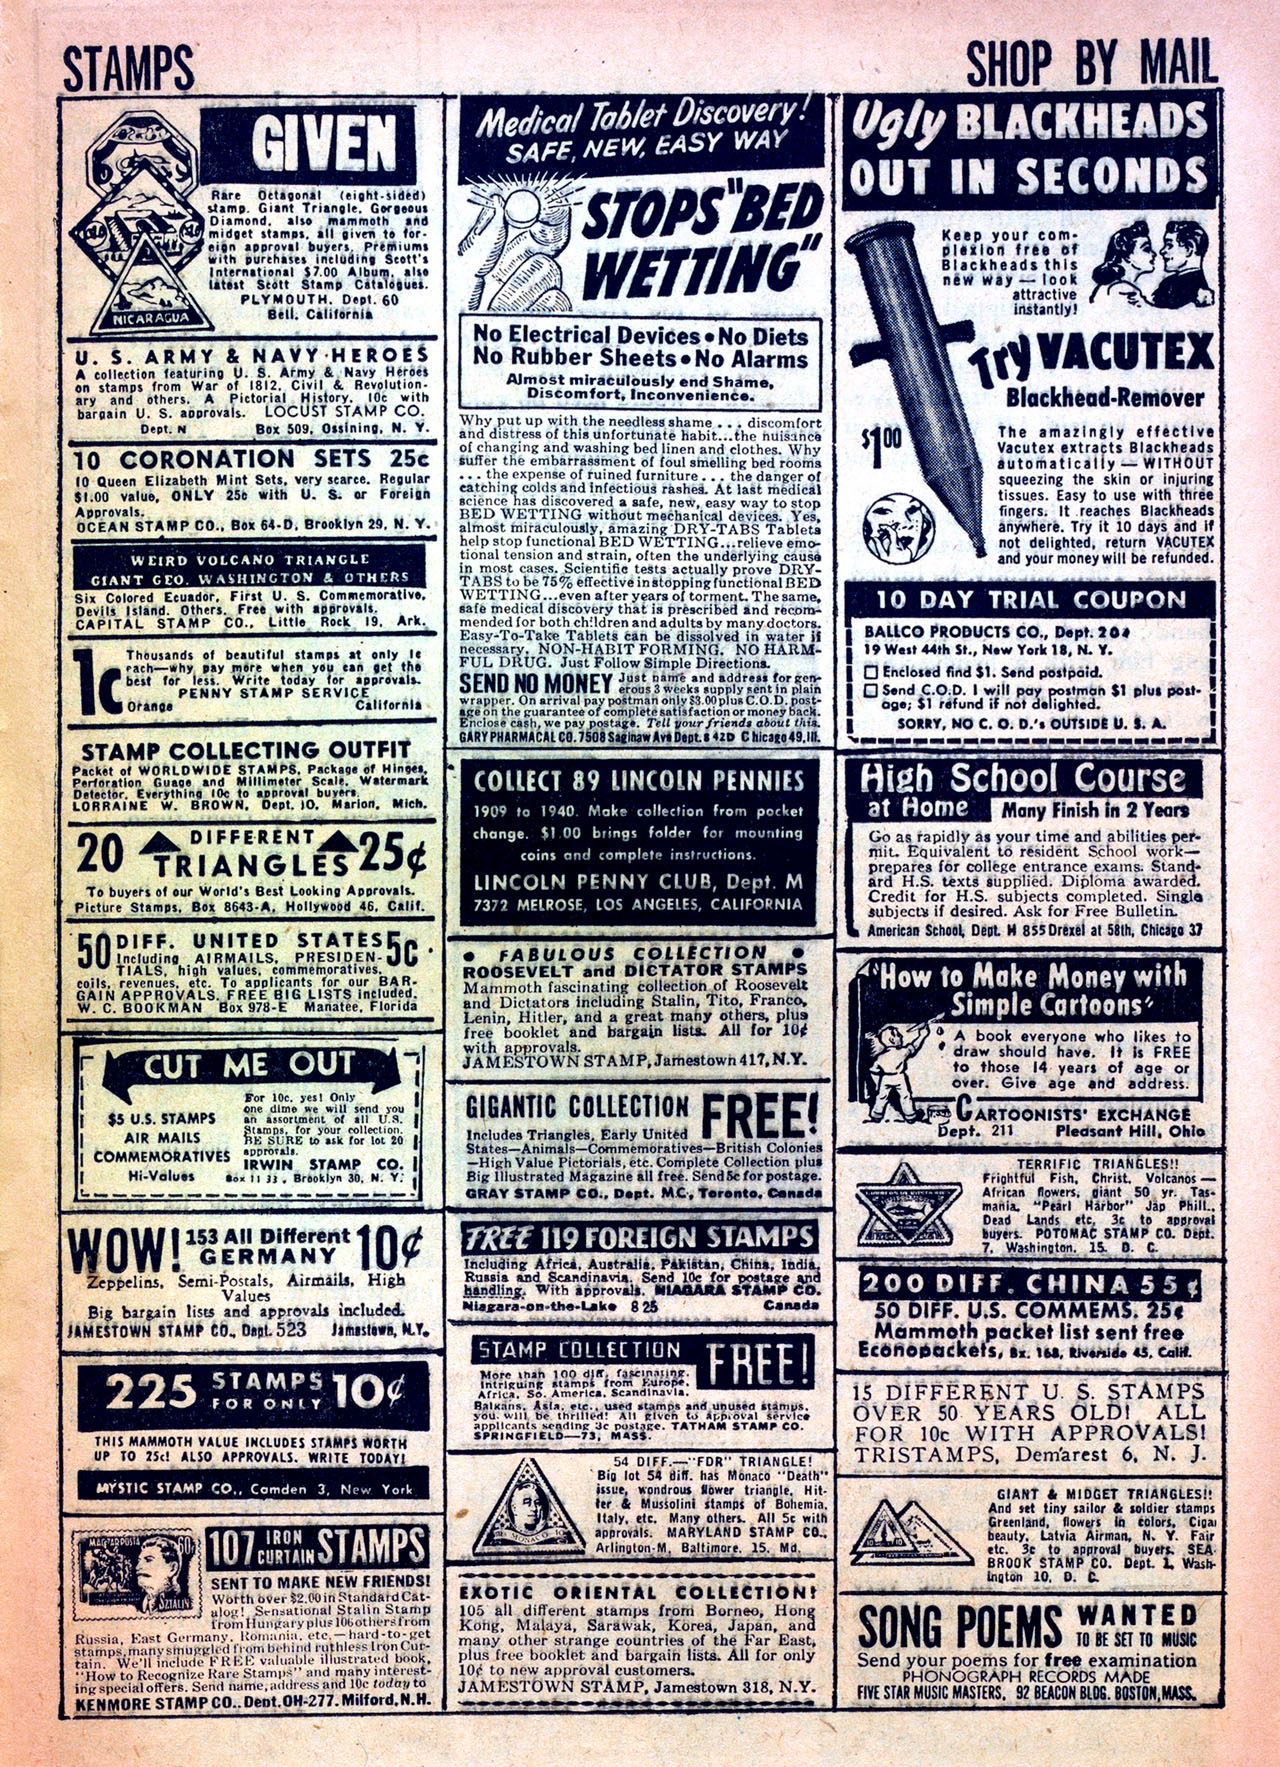 STAMPS
SHOP BY MAIL
GIVEN
NICARAGUA
Rare Octagonal (eight-sided)
stamp. Giant Triangle, Gorgeous
Diamond, also mammoth and
midget stamps, all given to for-
eign approval buyers. Premiums
with purchases including Scott's
International $7.00 Album, also
latest Scott Stamp Catalogues.
PLYMOUTH, Dept. 60
Bell, California
U. S. ARMY & NAVY HEROES
A collection featuring U. S. Army & Navy Heroes
on stamps from War of 1812, Civil & Revolution-
ary and others. A Pictorial History. 10c with
bargain U. S. approvals. LOCUST STAMP CO.
Dept. N Box 509, Ossining, N. Y.
10 CORONATION SETS 25c
10 Queen Elizabeth Mint Sets, very scarce. Regular
$1.00 value, ONLY 25c with U. S. or Foreign
Approvals.
OCEAN STAMP CO., Box 64-D, Brooklyn 29, N. Y.
WEIRD VOLCANO TRIANGLE
GIANT GEO. WASHINGTON & OTHERS
Six Colored Ecuador, First U. S. Commemorative,
Devils Island. Others, Free with approvals.
CAPITAL STAMP CO., Little Rock 19, Ark.
1c
Thousands of beautiful stamps at only 1c
each—why pay more when you can get the
best for less. Write today for approvals.
PENNY STAMP SERVICE
Orange California
STAMP COLLECTING OUTFIT
Packet of WORLDWIDE STAMPS, Package of Hinges,
Perforation Guage and Millimeter Scale, Watermark
Detector. Everything 10c to approval buyers.
LORRAINE W. BROWN, Dept. 10, Marion, Mich.
20 DIFFERENT TRIANGLES 25¢
To buyers of our World's Best Looking Approvals.
Picture Stamps, Box 8643-A, Hollywood 46, Calif.
50 DIFF. UNITED STATES 5c
Including AIRMAILS, PRESIDEN-
TIALS, high values, commemoratives,
coils, revenues, etc. To applicants for our BAR-
GAIN APPROVALS. FREE BIG LISTS included.
W. C. BOOKMAN Box 978-E Manatee, Florida
CUT ME OUT
$5 U.S. STAMPS
AIR MAILS
COMMEMORATIVES
Hi-Values
For 10c, yes! Only
one dime we will send you
an assortment of all U.S.
Stamps, for your collection.
BE SURE to ask for lot 20
approvals.
IRWIN STAMP CO.
Box 11 33, Brooklyn 30, N. Y.
WOW! 153 All Different GERMANY 10¢
Zeppelins, Semi-Postals, Airmails, High
Values
Big bargain lists and approvals included.
JAMESTOWN STAMP CO., Dept. 523 Jamestown, N.Y.
225 STAMPS FOR ONLY 10¢
THIS MAMMOTH VALUE INCLUDES STAMPS WORTH
UP TO 25c! ALSO APPROVALS. WRITE TODAY!
MYSTIC STAMP CO., Camden 3, New York
MAGYAR POSTA
60f
SZTÁLIN
107 IRON CURTAIN STAMPS
SENT TO MAKE NEW FRIENDS!
Worth over $2.00 in Standard Cat-
alog! Sensational Stalin Stamp
from Hungary plus 106 others from
Russia, East Germany, Romania, etc.—hard-to-get
stamps, many smuggled from behind ruthless Iron Cur-
tain. We'll include FREE valuable illustrated book,
"How to Recognize Rare Stamps" and many interest-
ing special offers. Send name, address and 10c today to
KENMORE STAMP CO., Dept. OH-277, Milford, N.H.
Medical Tablet Discovery!
SAFE, NEW, EASY WAY
STOPS "BED
WETTING"
No Electrical Devices • No Diets
No Rubber Sheets • No Alarms
Almost miraculously end Shame,
Discomfort, Inconvenience.
Why put up with the needless shame . . . discomfort
and distress of this unfortunate habit...the nuisance
of changing and washing bed linen and clothes. Why
suffer the embarrassment of foul smelling bed rooms
. . . the expense of ruined furniture . . . the danger of
catching colds and infectious rashes. At last medical
science has discovered a safe, new, easy way to stop
BED WETTING without mechanical devices. Yes,
almost miraculously, amazing DRY-TABS Tablets
help stop functional BED WETTING...relieve emo-
tional tension and strain, often the underlying cause
in most cases. Scientific tests actually prove DRY-
TABS to be 75% effective in stopping functional BED
WETTING...even after years of torment. The same,
safe medical discovery that is prescribed and recom-
mended for both children and adults by many doctors.
Easy-To-Take Tablets can be dissolved in water if
necessary. NON-HABIT FORMING. NO HARM-
FUL DRUG. Just Follow Simple Directions.
SEND NO MONEY Just name and address for gen-
erous 3 weeks supply sent in plain
wrapper. On arrival pay postman only $3.00 plus C.O.D. post-
age on the guarantee of complete satisfaction or money back.
Enclose cash, we pay postage. Tell your friends about this.
GARY PHARMACAL CO. 7508 Saginaw Ave Dept. S 42D Chicago 49, Ill.
COLLECT 89 LINCOLN PENNIES
1909 to 1940. Make collection from pocket
change. $1.00 brings folder for mounting
coins and complete instructions.
LINCOLN PENNY CLUB, Dept. M
7372 MELROSE, LOS ANGELES, CALIFORNIA
• FABULOUS COLLECTION •
ROOSEVELT and DICTATOR STAMPS
Mammoth fascinating collection of Roosevelt
and Dictators including Stalin, Tito, Franco,
Lenin, Hitler, and a great many others, plus
free booklet and bargain lists. All for 10¢
with approvals.
JAMESTOWN STAMP, Jamestown 417, N.Y.
GIGANTIC COLLECTION FREE!
Includes Triangles, Early United
States—Animals—Commemoratives—British Colonies
—High Value Pictorials, etc. Complete Collection plus
Big Illustrated Magazine all free. Send 5c for postage.
GRAY STAMP CO., Dept. MC, Toronto, Canada
FREE 119 FOREIGN STAMPS
Including Africa, Australia, Pakistan, China, India,
Russia and Scandinavia. Send 10c for postage and
handling. With approvals. NIAGARA STAMP CO.
Niagara-on-the-Lake 825 Canada
STAMP COLLECTION FREE!
More than 100 diff. fascinating,
intriguing stamps from Europe,
Africa, So. America, Scandinavia,
Balkans, Asia, etc., used stamps and unused stamps.
you will be thrilled! All given to approval service
applicants sending 3c postage. TATHAM STAMP CO.
SPRINGFIELD—73, MASS.
MONACO
54 DIFF.—"FDR" TRIANGLE!
Big lot 54 diff. has Monaco "Death"
issue, wondrous flower triangle, Hit-
ler & Mussolini stamps of Bohemia,
Italy, etc. Many others. All 5c with
approvals. MARYLAND STAMP CO.,
Arlington-M, Baltimore, 15, Md.
EXOTIC ORIENTAL COLLECTION!
105 all different stamps from Borneo, Hong
Kong, Malaya, Sarawak, Korea, Japan, and
many other strange countries of the Far East,
plus free booklet and bargain lists. All for only
10¢ to new approval customers.
JAMESTOWN STAMP, Jamestown 318, N.Y.
Ugly BLACKHEADS
OUT IN SECONDS
Keep your com-
plexion free of
Blackheads this
new way — look
attractive
instantly!
Try VACUTEX
Blackhead-Remover
$1.00
The amazingly effective
Vacutex extracts Blackheads
automatically — WITHOUT
squeezing the skin or injuring
tissues. Easy to use with three
fingers. It reaches Blackheads
anywhere. Try it 10 days and if
not delighted, return VACUTEX
and your money will be refunded.
10 DAY TRIAL COUPON
BALLCO PRODUCTS CO., Dept. 204
19 West 44th St., New York 18, N. Y.
☐ Enclosed find $1. Send postpaid.
☐ Send C.O.D. I will pay postman $1 plus post-
age; $1 refund if not delighted.
SORRY, NO C. O. D.'s OUTSIDE U. S. A.
High School Course
at Home Many Finish in 2 Years
Go as rapidly as your time and abilities per-
mit. Equivalent to resident School work—
prepares for college entrance exams. Stand-
ard H.S. texts supplied. Diploma awarded.
Credit for H.S. subjects completed. Single
subjects if desired. Ask for Free Bulletin.
American School, Dept. H 855 Drexel at 58th, Chicago 37
"How to Make Money with
Simple Cartoons"
A book everyone who likes to
draw should have. It is FREE
to those 14 years of age or
over. Give age and address.
CARTOONISTS' EXCHANGE
Dept. 211 Pleasant Hill, Ohio
TERRIFIC TRIANGLES!!
Frightful Fish, Christ, Volcanos—
African flowers, giant 50 yr. Tas-
mania, "Pearl Harbor" Jap Phill.,
Dead Lands etc, 3c to approval
buyers. POTOMAC STAMP CO. Dept.
7, Washington, 15, D. C.
200 DIFF. CHINA 55¢
50 DIFF. U.S. COMMEMS. 25¢
Mammoth packet list sent free
Econopackets, Bx. 168, Riverside 45, Calif.
15 DIFFERENT U. S. STAMPS
OVER 50 YEARS OLD! ALL
FOR 10c WITH APPROVALS!
TRISTAMPS, Demarest 6, N. J.
GIANT & MIDGET TRIANGLES!!
And set tiny sailor & soldier stamps
Greenland, flowers in colors, Cigar
beauty, Latvia Airman, N. Y. Fair
etc. 3c to approval buyers. SEA-
BROOK STAMP CO. Dept. 1, Wash-
ington 10, D. C.
SONG POEMS WANTED
TO BE SET TO MUSIC
Send your poems for free examination
PHONOGRAPH RECORDS MADE
FIVE STAR MUSIC MASTERS, 92 BEACON BLDG. BOSTON, MASS.